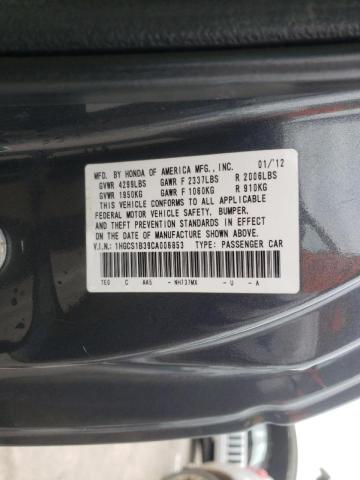 MFD. BY HONDA OF AMERICA MFG., INC. 01/12
GVWR 4299LBS GAWR F 2337LBS R 2006LBS
GVWR 1950KG GAWR F 1060KG R 910KG
THIS VEHICLE CONFORMS TO ALL APPLICABLE
FEDERAL MOTOR VEHICLE SAFETY, BUMPER,
AND THEFT PREVENTION STANDARDS IN EFFECT
ON THE DATE OF MANUFACTURE SHOWN ABOVE.
V.I.N.: 1HGCS1B39CA006853 TYPE: PASSENGER CAR
TE0 C AA5 - NH737MX - U - A